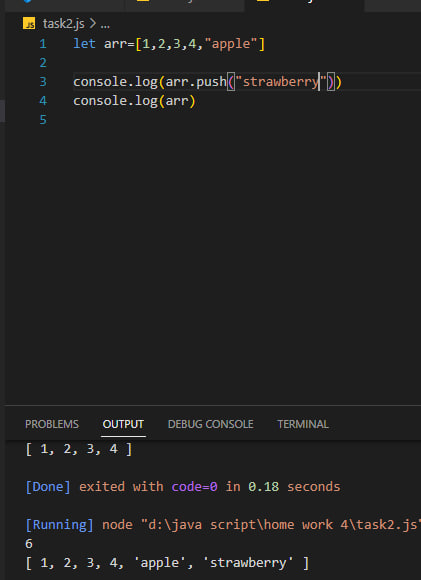 JS task2.js > ...
1 let arr=[1,2,3,4,"apple"]
2
3 console.log(arr.push("strawberry"))
4 console.log(arr)
5
PROBLEMS OUTPUT DEBUG CONSOLE TERMINAL
[ 1, 2, 3, 4 ]
[Done] exited with code=0 in 0.18 seconds
[Running] node "d:\java script\home work 4\task2.js"
6
[ 1, 2, 3, 4, 'apple', 'strawberry' ]